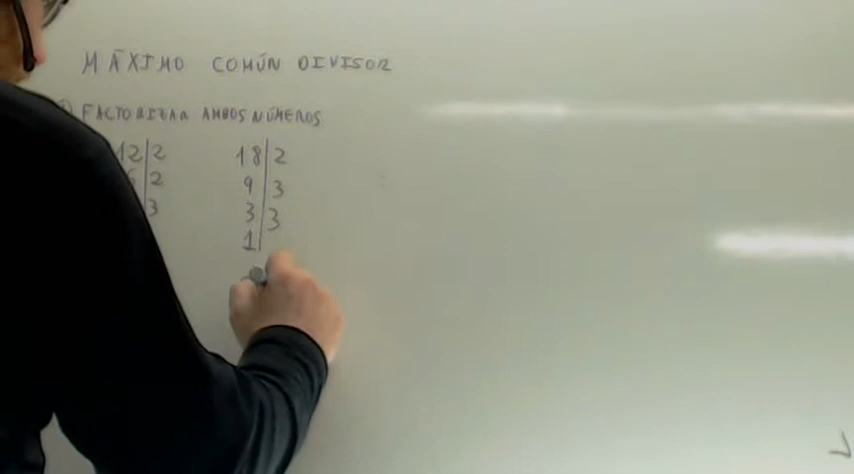 MÁXIMO COMÚN DIVISOR
FACTORIZAR AMBOS NÚMEROS
12 | 2 18 | 2
6 | 2 9 | 3
3 3 | 3
1